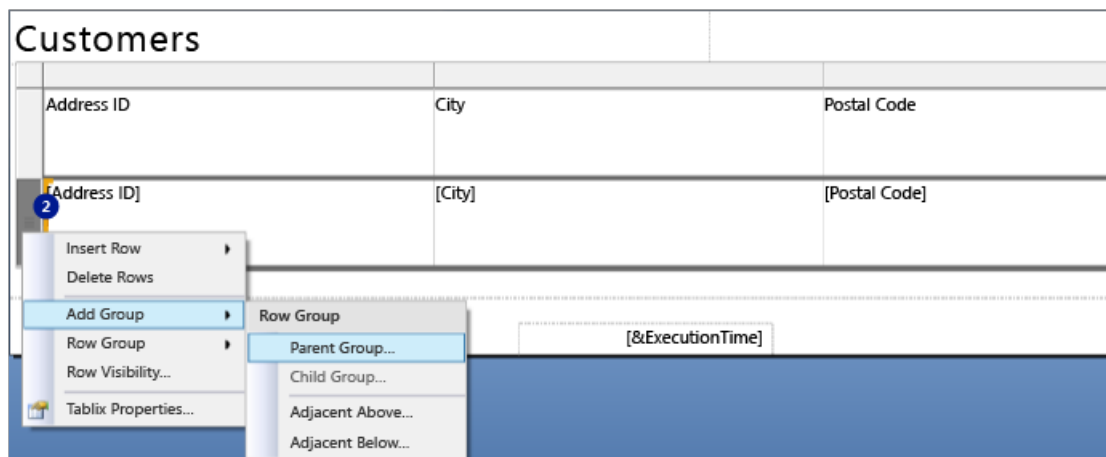 Customers
Address ID City Postal Code
[Address ID] [City] [Postal Code]
2
Insert Row
Delete Rows
Add Group
Row Group
Row Visibility...
Tablix Properties...
Row Group
Parent Group...
Child Group...
Adjacent Above...
Adjacent Below...
[&ExecutionTime]